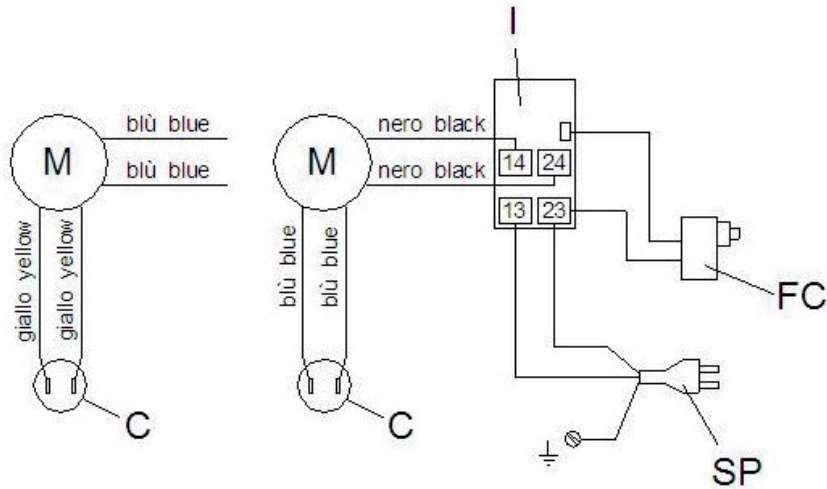 I
blù blue
blù blue
M
giallo yellow
giallo yellow
C
nero black
nero black
M
blù blue
blù blue
C
14 24
13 23
FC
SP